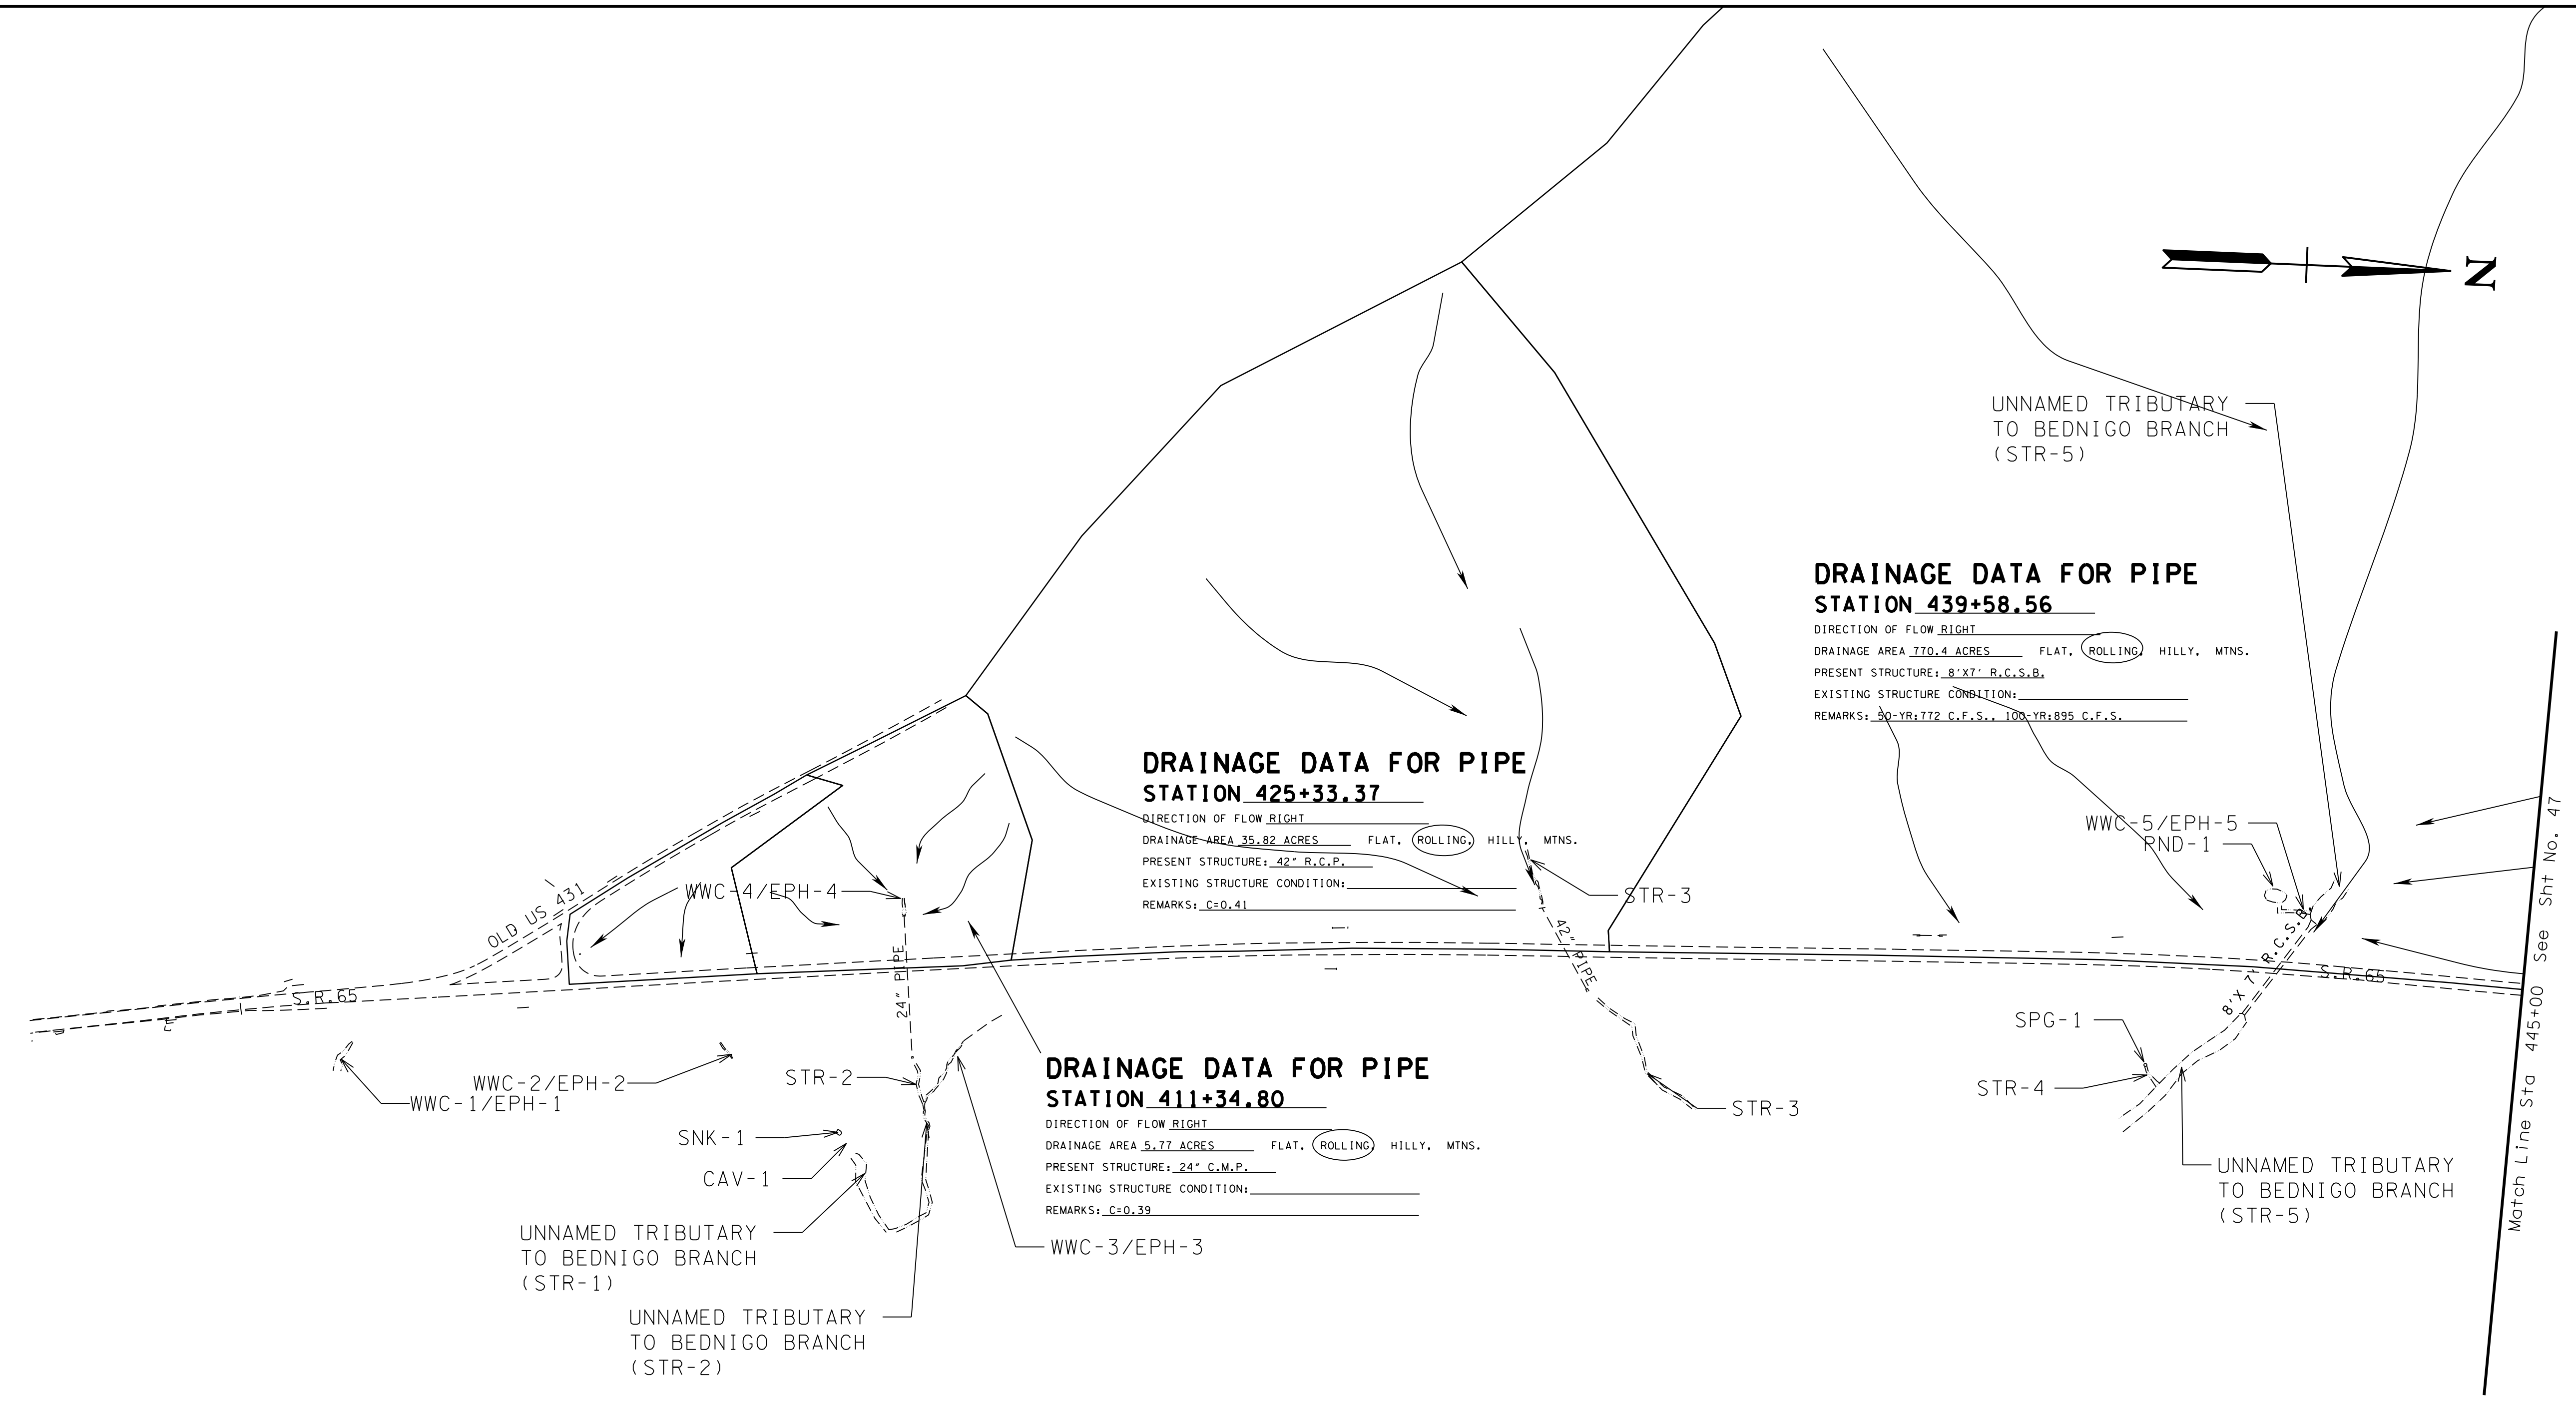 N
UNNAMED TRIBUTARY
TO BEDNIGO BRANCH
(STR-5)
DRAINAGE DATA FOR PIPE
STATION 439+58.56
DIRECTION OF FLOW RIGHT
DRAINAGE AREA 770.4 ACRES FLAT, ROLLING, HILLY, MTNS.
PRESENT STRUCTURE: 8'X7' R.C.S.B.
EXISTING STRUCTURE CONDITION:
REMARKS: 50-YR:772 C.F.S., 100-YR:895 C.F.S.
DRAINAGE DATA FOR PIPE
STATION 425+33.37
DIRECTION OF FLOW RIGHT
DRAINAGE AREA 35.82 ACRES FLAT, ROLLING, HILLY, MTNS.
PRESENT STRUCTURE: 42" R.C.P.
EXISTING STRUCTURE CONDITION:
REMARKS: C=0.41
WWC-5/EPH-5
PND-1
STR-3
WWC-4/EPH-4
OLD US 431
24" PIPE
42" PIPE
8'X 7' R.C.S.B.
S.R.65
S.R.65
Match Line Sta 445+00 See Sht No. 47
SPG-1
STR-4
STR-3
WWC-2/EPH-2
WWC-1/EPH-1
STR-2
SNK-1
CAV-1
DRAINAGE DATA FOR PIPE
STATION 411+34.80
DIRECTION OF FLOW RIGHT
DRAINAGE AREA 5.77 ACRES FLAT, ROLLING, HILLY, MTNS.
PRESENT STRUCTURE: 24" C.M.P.
EXISTING STRUCTURE CONDITION:
REMARKS: C=0.39
UNNAMED TRIBUTARY
TO BEDNIGO BRANCH
(STR-5)
UNNAMED TRIBUTARY
TO BEDNIGO BRANCH
(STR-1)
WWC-3/EPH-3
UNNAMED TRIBUTARY
TO BEDNIGO BRANCH
(STR-2)